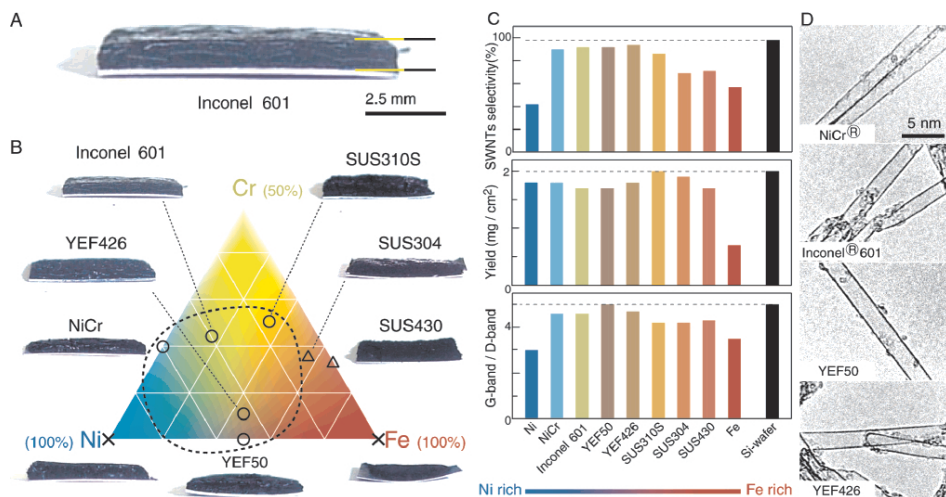 A
Inconel 601
2.5 mm
B
Inconel 601
SUS310S
Cr (50%)
YEF426
SUS304
NiCr
SUS430
(100%) Ni
Fe (100%)
YEF50
C
SWNTs selectivity(%)
100
50
0
Yield (mg / cm²)
2
0
G-band / D-band
4
0
Ni
NiCr
Inconel 601
YEF50
YEF426
SUS310S
SUS304
SUS430
Fe
Si-wafer
Ni rich
Fe rich
D
NiCr®
5 nm
Inconel®601
YEF50
YEF426